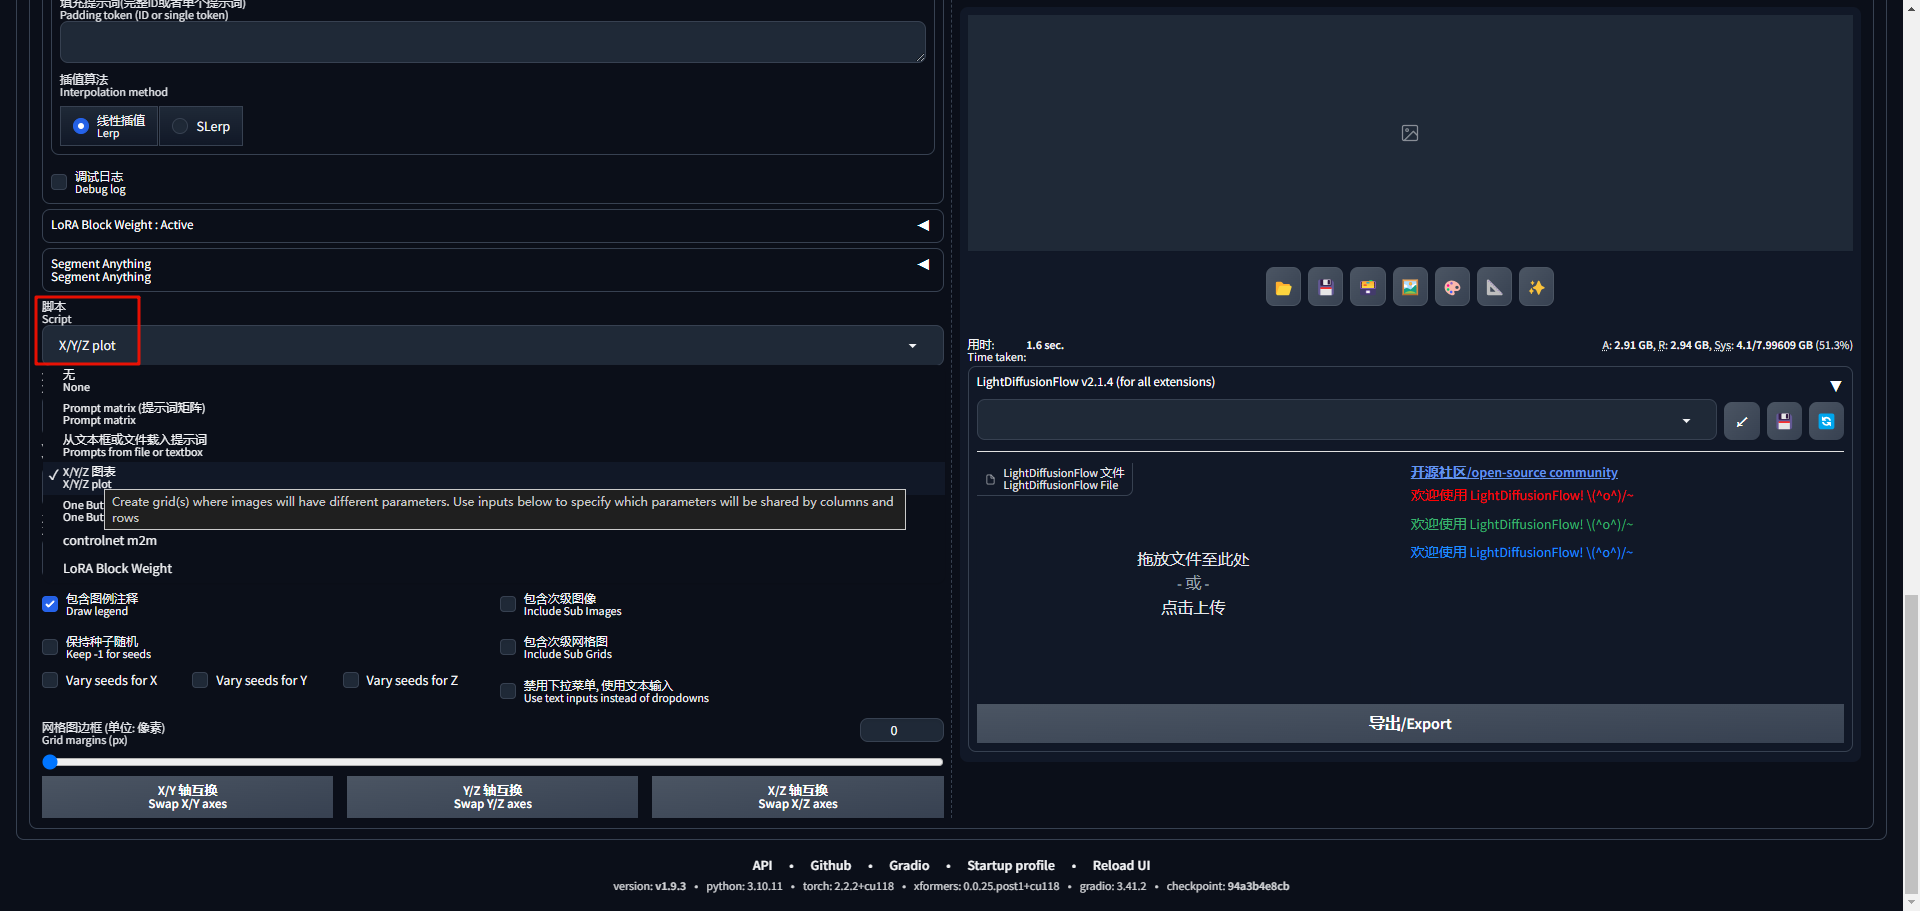 填充提示词(完整ID或者单个提示词)
Padding token (ID or single token)
插值算法
Interpolation method
线性插值
Lerp
SLerp
调试日志
Debug log
LoRA Block Weight : Active
Segment Anything
Segment Anything
脚本
Script
X/Y/Z plot
无
None
Prompt matrix (提示词矩阵)
Prompt matrix
从文本框或文件载入提示词
Prompts from file or textbox
X/Y/Z 图表
X/Y/Z plot
Create grid(s) where images will have different parameters. Use inputs below to specify which parameters will be shared by columns and
rows
One But
One But
controlnet m2m
LoRA Block Weight
包含图例注释
Draw legend
包含次级图像
Include Sub Images
保持种子随机
Keep -1 for seeds
包含次级网格图
Include Sub Grids
Vary seeds for X
Vary seeds for Y
Vary seeds for Z
禁用下拉菜单, 使用文本输入
Use text inputs instead of dropdowns
网格图边框 (单位: 像素)
Grid margins (px)
0
X/Y 轴互换
Swap X/Y axes
Y/Z 轴互换
Swap Y/Z axes
X/Z 轴互换
Swap X/Z axes
用时:
Time taken:
1.6 sec.
A: 2.91 GB, R: 2.94 GB, Sys: 4.1/7.99609 GB (51.3%)
LightDiffusionFlow v2.1.4 (for all extensions)
LightDiffusionFlow 文件
LightDiffusionFlow File
拖放文件至此处
- 或 -
点击上传
开源社区/open-source community
欢迎使用 LightDiffusionFlow! \(^o^)/~
欢迎使用 LightDiffusionFlow! \(^o^)/~
欢迎使用 LightDiffusionFlow! \(^o^)/~
导出/Export
API • Github • Gradio • Startup profile • Reload UI
version: v1.9.3 • python: 3.10.11 • torch: 2.2.2+cu118 • xformers: 0.0.25.post1+cu118 • gradio: 3.41.2 • checkpoint: 94a3b4e8cb